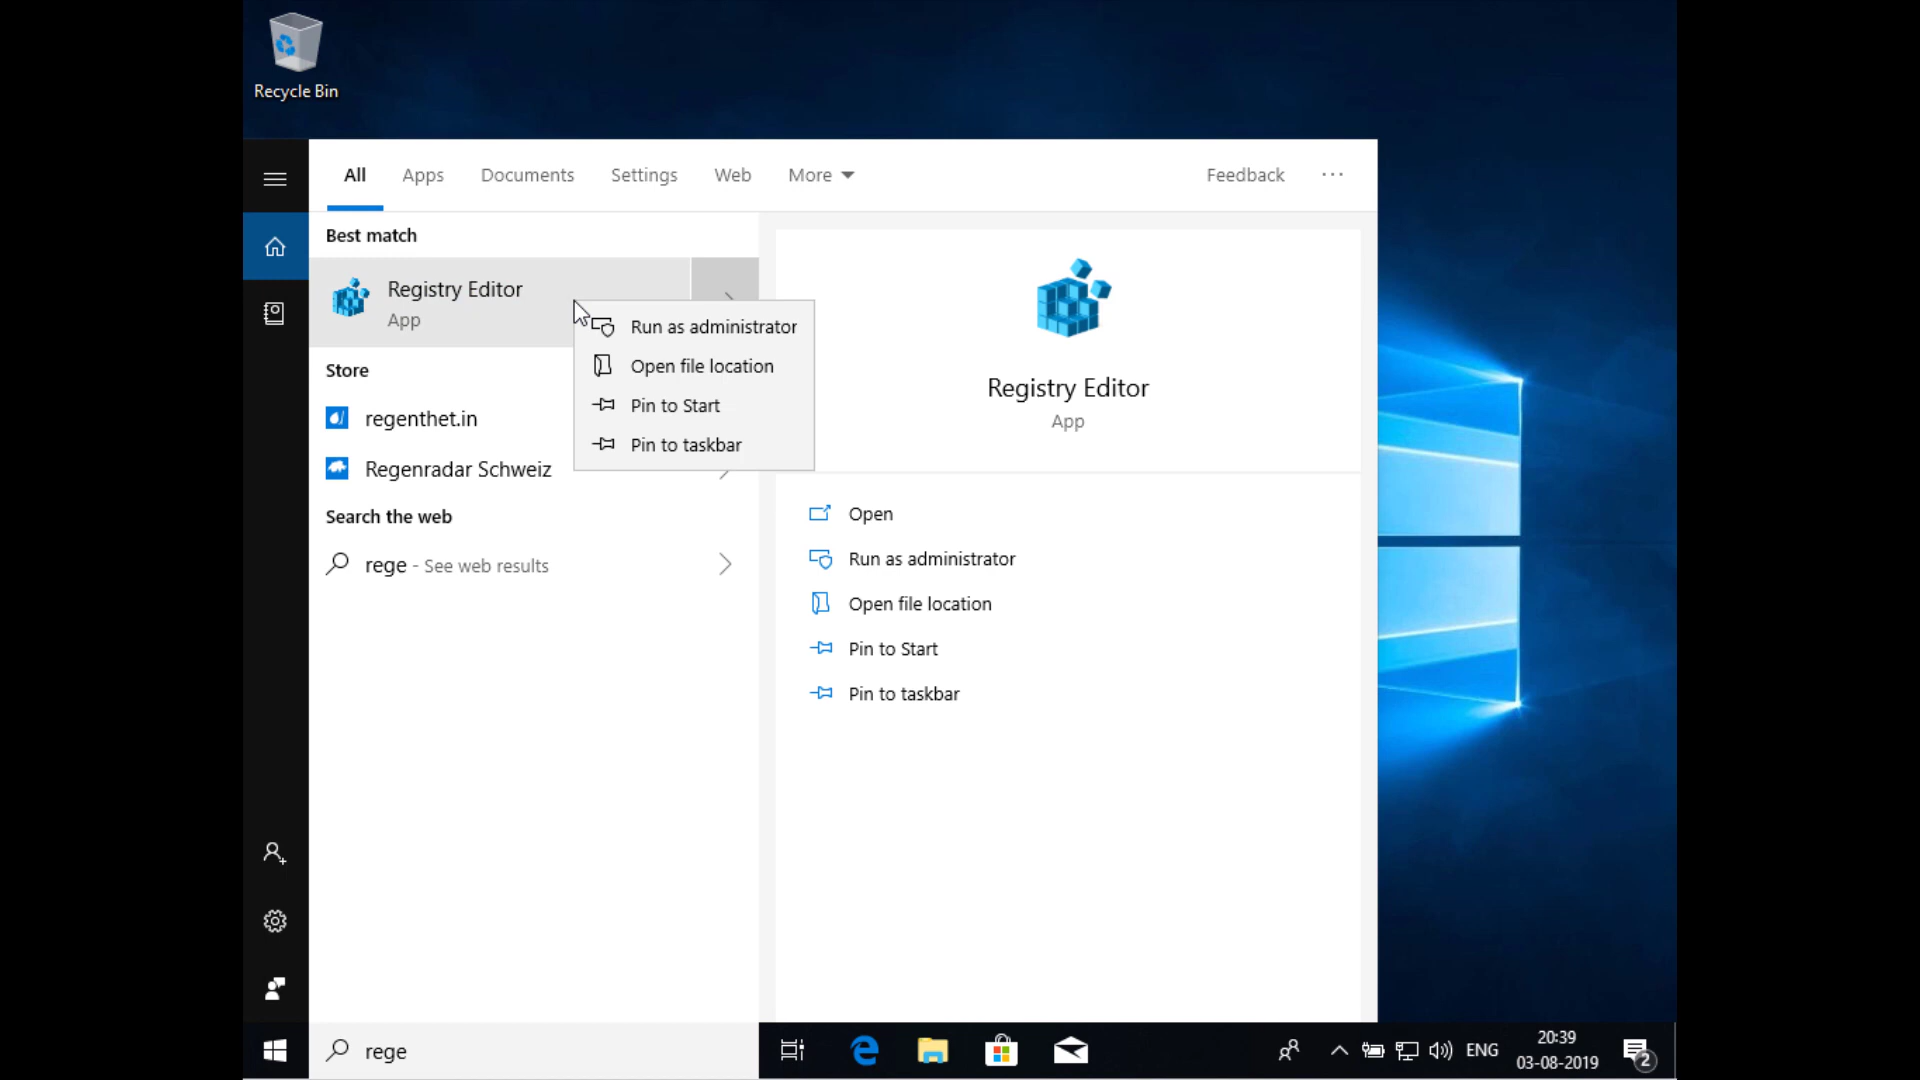 Recycle Bin
All Apps Documents Settings Web More Feedback ...
Best match
Registry Editor
App
Run as administrator
Open file location
Pin to Start
Pin to taskbar
Store
regenthet.in
Regenradar Schweiz
Search the web
rege - See web results
Registry Editor
App
Open
Run as administrator
Open file location
Pin to Start
Pin to taskbar
rege
ENG
20:39
03-08-2019
2